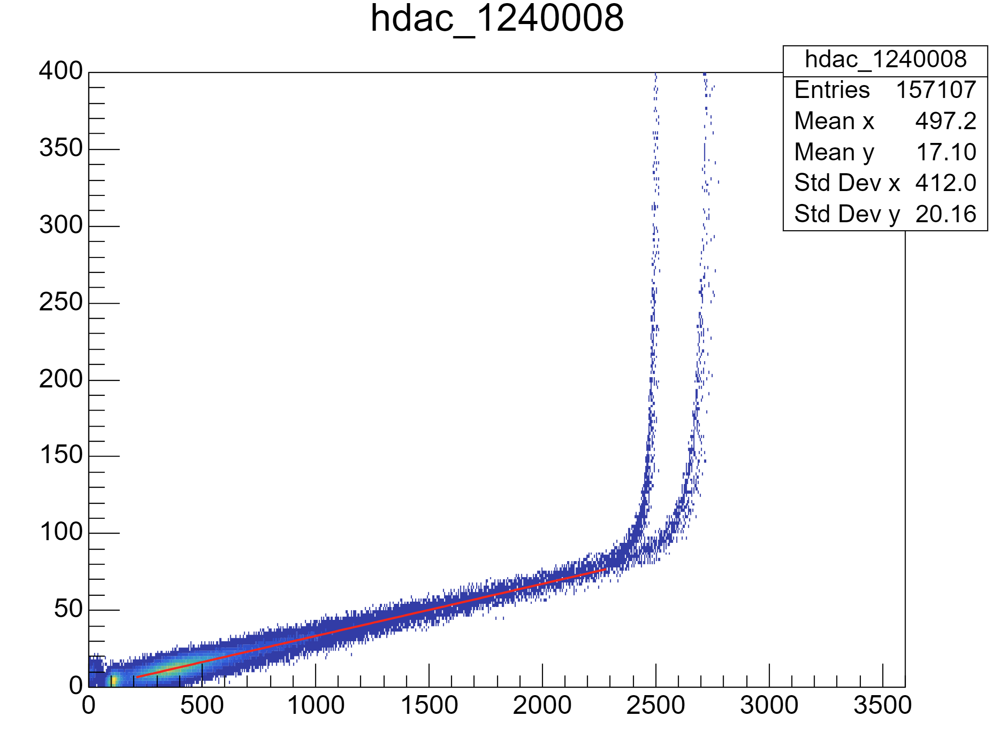 hdac_1240008
hdac_1240008
Entries 157107
Mean x 497.2
Mean y 17.10
Std Dev x 412.0
Std Dev y 20.16
400
350
300
250
200
150
100
50
0
0 500 1000 1500 2000 2500 3000 3500